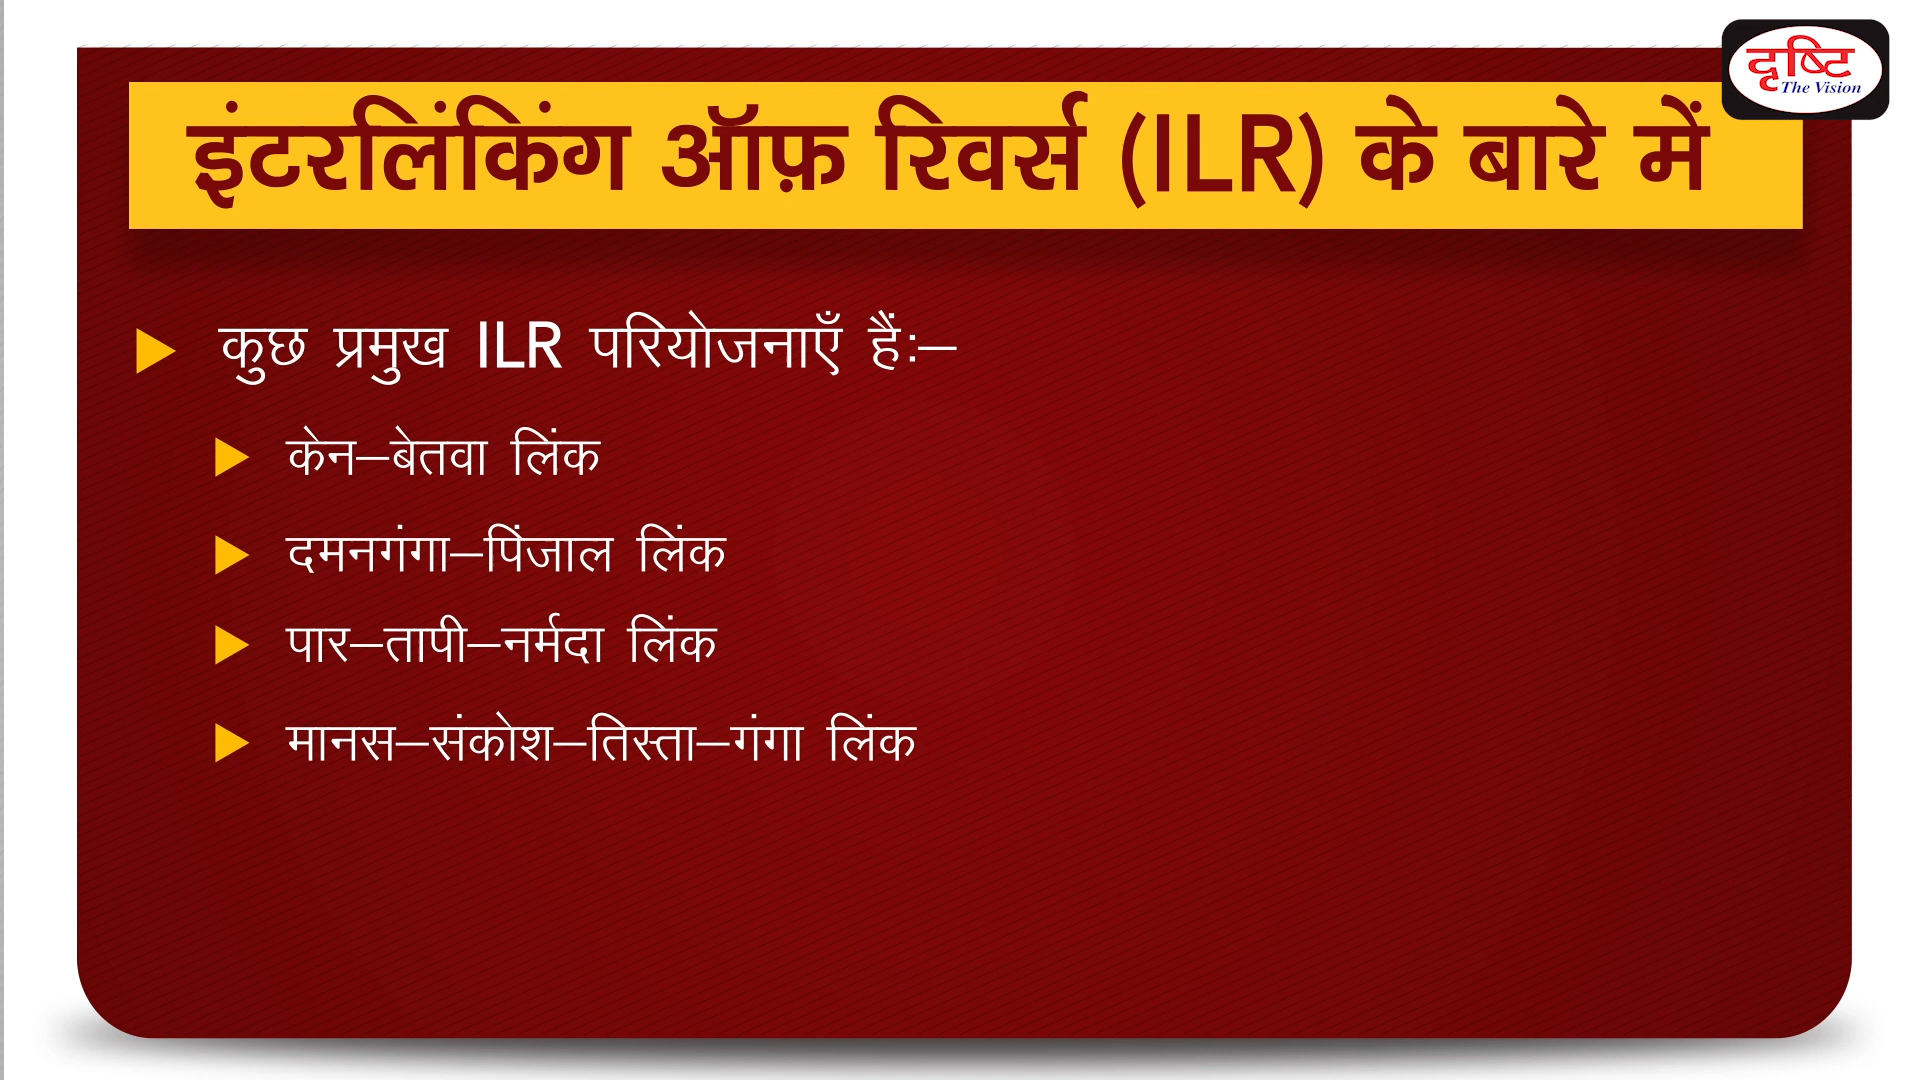 दृष्टि
The Vision
इंटरलिंकिंग ऑफ़ रिवर्स (ILR) के बारे में
कुछ प्रमुख ILR परियोजनाएँ हैंः–
केन–बेतवा लिंक
दमनगंगा–पिंजाल लिंक
पार–तापी–नर्मदा लिंक
मानस–संकोश–तिस्ता–गंगा लिंक